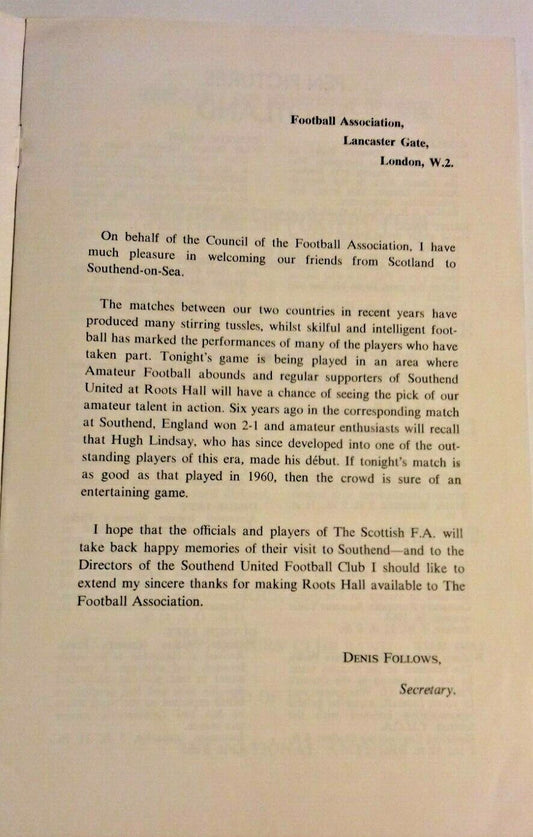 Football Association,
Lancaster Gate,
London, W.2.
On behalf of the Council of the Football Association, I have
much pleasure in welcoming our friends from Scotland to
Southend-on-Sea.
The matches between our two countries in recent years have
produced many stirring tussles, whilst skilful and intelligent foot-
ball has marked the performances of many of the players who have
taken part. Tonight's game is being played in an area where
Amateur Football abounds and regular supporters of Southend
United at Roots Hall will have a chance of seeing the pick of our
amateur talent in action. Six years ago in the corresponding match
at Southend, England won 2-1 and amateur enthusiasts will recall
that Hugh Lindsay, who has since developed into one of the out-
standing players of this era, made his début. If tonight's match is
as good as that played in 1960, then the crowd is sure of an
entertaining game.
I hope that the officials and players of The Scottish F.A. will
take back happy memories of their visit to Southend—and to the
Directors of the Southend United Football Club I should like to
extend my sincere thanks for making Roots Hall available to The
Football Association.
DENIS FOLLOWS,
Secretary.